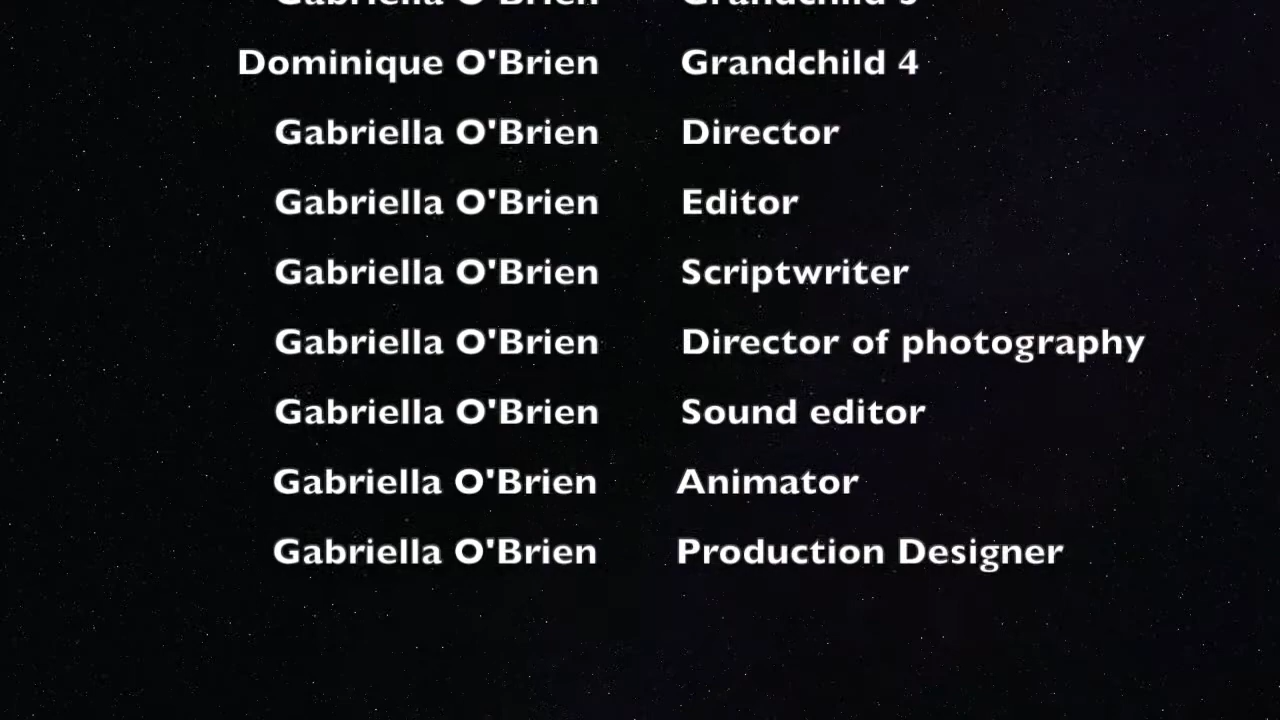 Gabriella O'Brien Grandchild 3
Dominique O'Brien Grandchild 4
Gabriella O'Brien Director
Gabriella O'Brien Editor
Gabriella O'Brien Scriptwriter
Gabriella O'Brien Director of photography
Gabriella O'Brien Sound editor
Gabriella O'Brien Animator
Gabriella O'Brien Production Designer